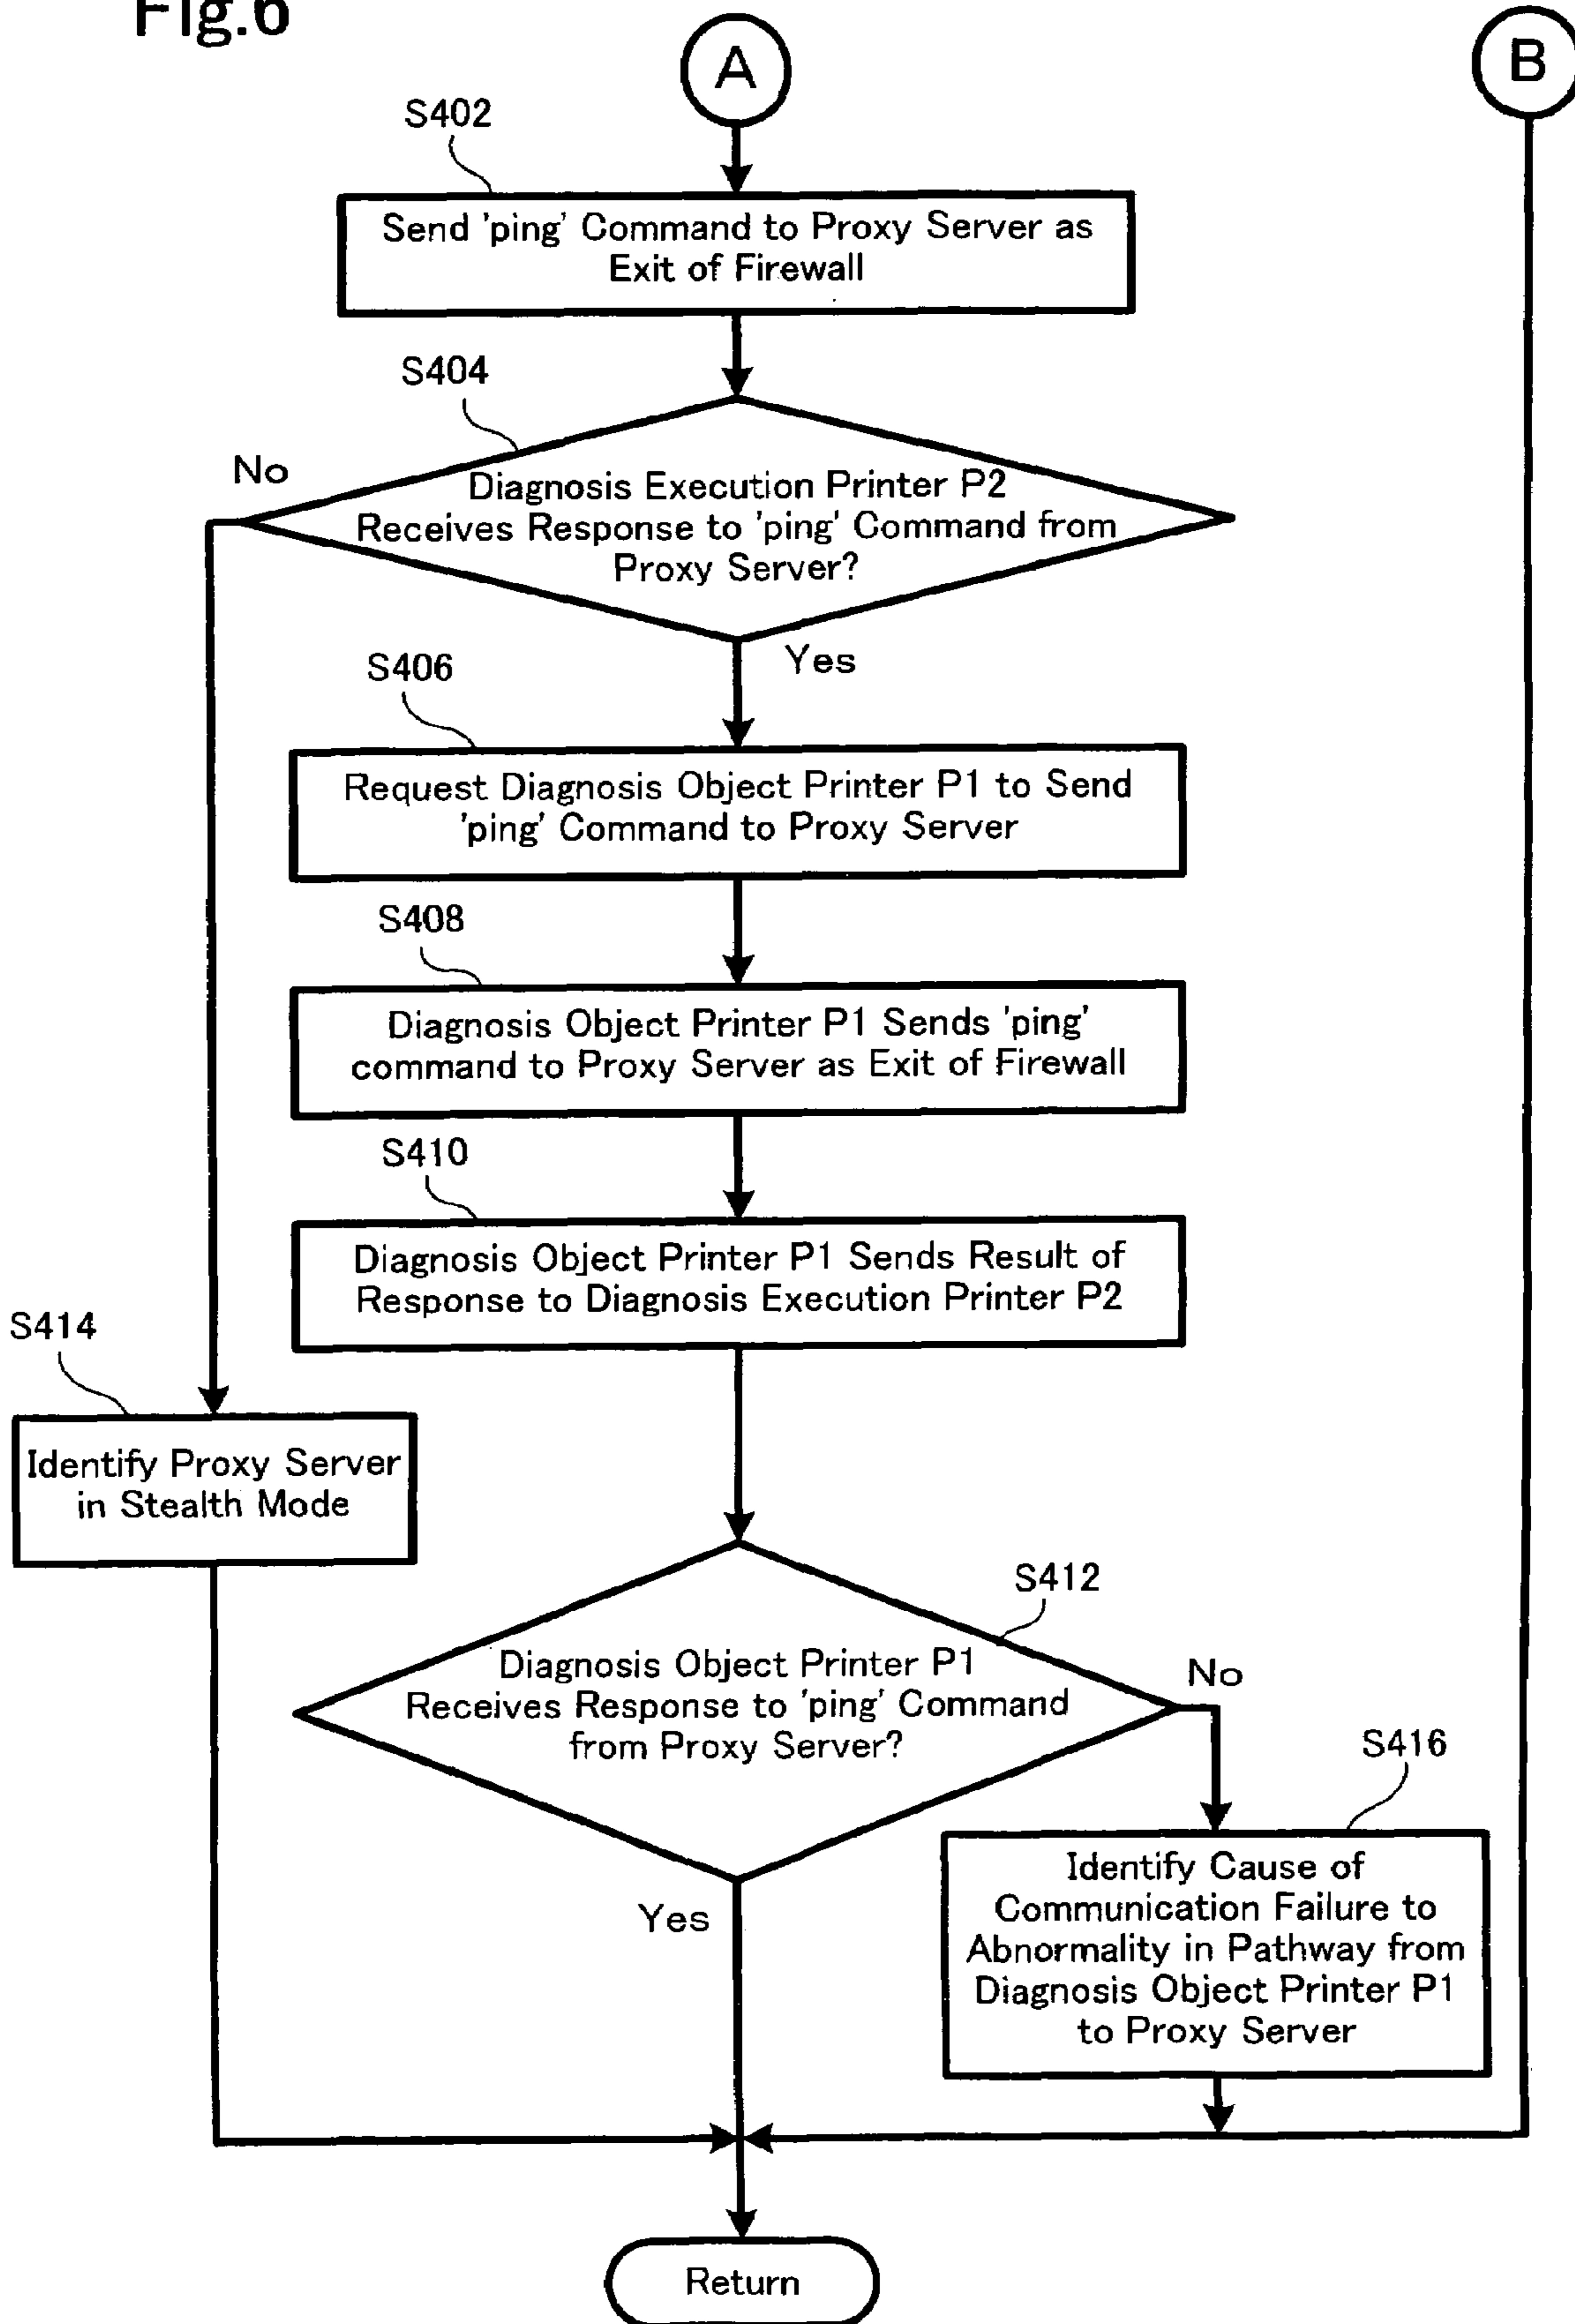 Fig.6
A
B
S402
Send 'ping' Command to Proxy Server as
Exit of Firewall
S404
No
Diagnosis Execution Printer P2
Receives Response to 'ping' Command from
Proxy Server?
Yes
S406
Request Diagnosis Object Printer P1 to Send
'ping' Command to Proxy Server
S408
Diagnosis Object Printer P1 Sends 'ping'
command to Proxy Server as Exit of Firewall
S410
Diagnosis Object Printer P1 Sends Result of
Response to Diagnosis Execution Printer P2
S414
Identify Proxy Server
in Stealth Mode
S412
Diagnosis Object Printer P1
Receives Response to 'ping' Command
from Proxy Server?
No
Yes
S416
Identify Cause of
Communication Failure to
Abnormality in Pathway from
Diagnosis Object Printer P1
to Proxy Server
Return